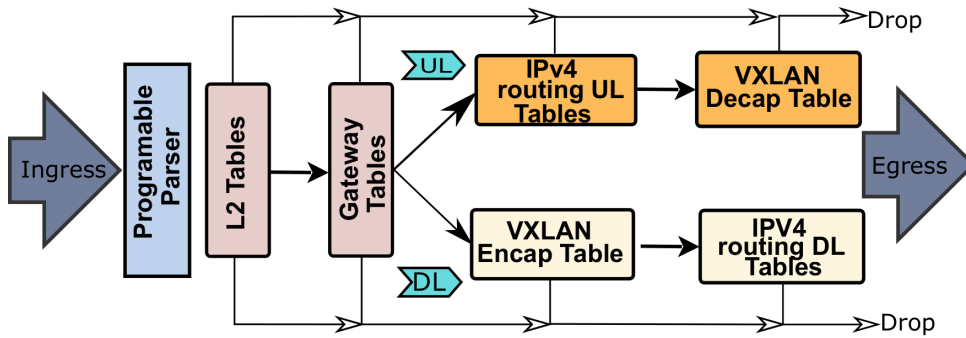 Ingress
Programable
Parser
L2 Tables
Gateway
Tables
UL
IPv4
routing UL
Tables
VXLAN
Decap Table
Drop
DL
VXLAN
Encap Table
IPV4
routing DL
Tables
Drop
Egress